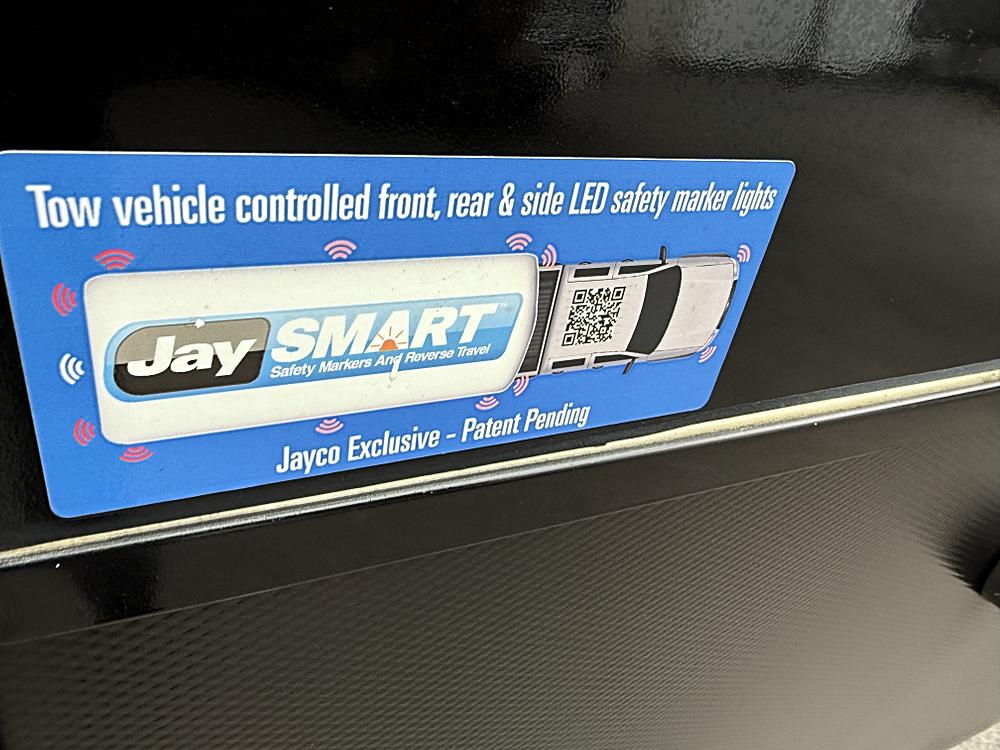 Tow vehicle controlled front, rear & side LED safety marker lights
Jay SMART™
Safety Markers And Reverse Travel
Jayco Exclusive - Patent Pending